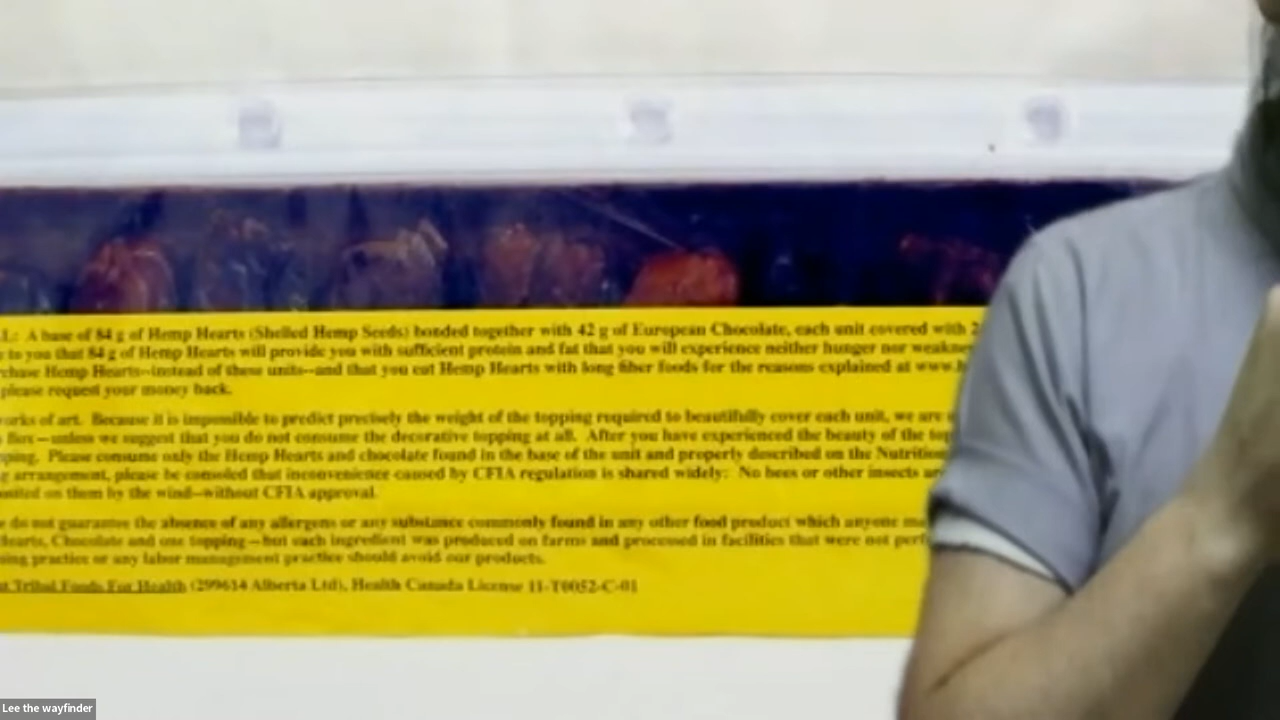 L: A base of 84 g of Hemp Hearts (Shelled Hemp Seeds) bonded together with 42 g of European Chocolate, each unit covered with 2
to you that 84 g of Hemp Hearts will provide you with sufficient protein and fat that you will experience neither hunger nor weakne
chase Hemp Hearts--instead of these units--and that you eat Hemp Hearts with long fiber foods for the reasons explained at www.h
please request your money back.
orks of art. Because it is impossible to predict precisely the weight of the topping required to beautifully cover each unit, we are
unless we suggest that you do not consume the decorative topping at all. After you have experienced the beauty of the top
ping. Please consume only the Hemp Hearts and chocolate found in the base of the unit and properly described on the Nutrition
arrangement, please be consoled that inconvenience caused by CFIA regulation is shared widely: No bees or other insects are
on them by the wind--without CFIA approval.
do not guarantee the absence of any allergens or any substance commonly found in any other food product which anyone ma
Hearts, Chocolate and one topping--but each ingredient was produced on farms and processed in facilities that were not perf
ing practice or any labor management practice should avoid our products.
Tribal Foods For Health (299614 Alberta Ltd), Health Canada License 11-T0052-C-01
Lee the wayfinder